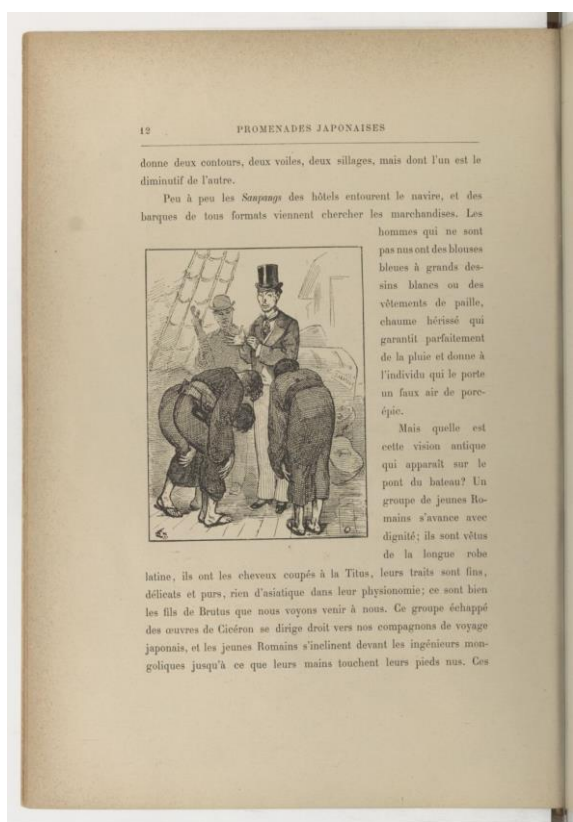 12 PROMENADES JAPONAISES
donne deux contours, deux voiles, deux sillages, mais dont l'un est le
diminutif de l'autre.
Peu à peu les Sanpangs des hôtels entourent le navire, et des
barques de tous formats viennent chercher les marchandises. Les
hommes qui ne sont
pas nus ont des blouses
bleues à grands des-
sins blancs ou des
vêtements de paille,
chaume hérissé qui
garantit parfaitement
de la pluie et donne à
l'individu qui le porte
un faux air de porc-
épic.
Mais quelle est
cette vision antique
qui apparaît sur le
pont du bateau? Un
groupe de jeunes Ro-
mains s'avance avec
dignité; ils sont vêtus
de la longue robe
latine, ils ont les cheveux coupés à la Titus, leurs traits sont fins,
délicats et purs, rien d'asiatique dans leur physionomie; ce sont bien
les fils de Brutus que nous voyons venir à nous. Ce groupe échappé
des œuvres de Cicéron se dirige droit vers nos compagnons de voyage
japonais, et les jeunes Romains s'inclinent devant les ingénieurs mon-
goliques jusqu'à ce que leurs mains touchent leurs pieds nus. Ces